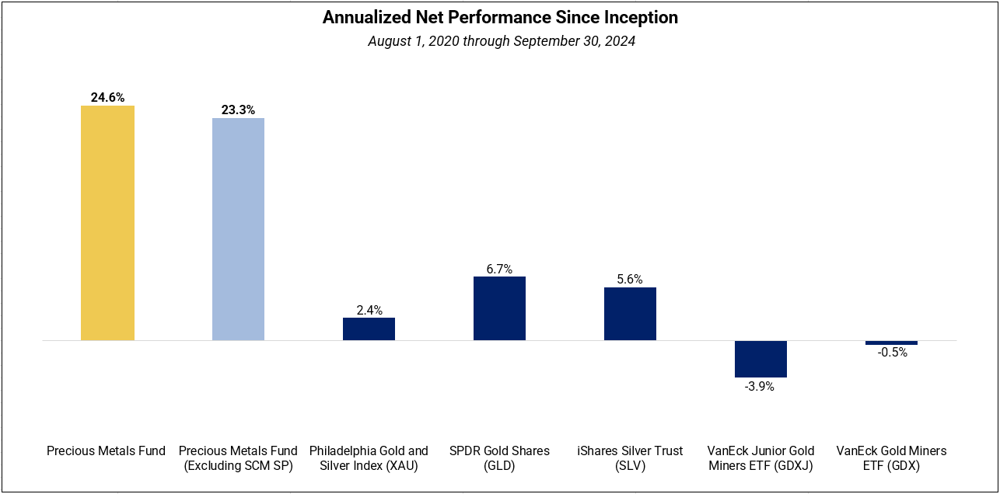 Annualized Net Performance Since Inception
August 1, 2020 through September 30, 2024
24.6%
23.3%
2.4%
6.7%
5.6%
-3.9%
-0.5%
Precious Metals Fund
Precious Metals Fund
(Excluding SCM SP)
Philadelphia Gold and
Silver Index (XAU)
SPDR Gold Shares
(GLD)
iShares Silver Trust
(SLV)
VanEck Junior Gold
Miners ETF (GDXJ)
VanEck Gold Miners
ETF (GDX)